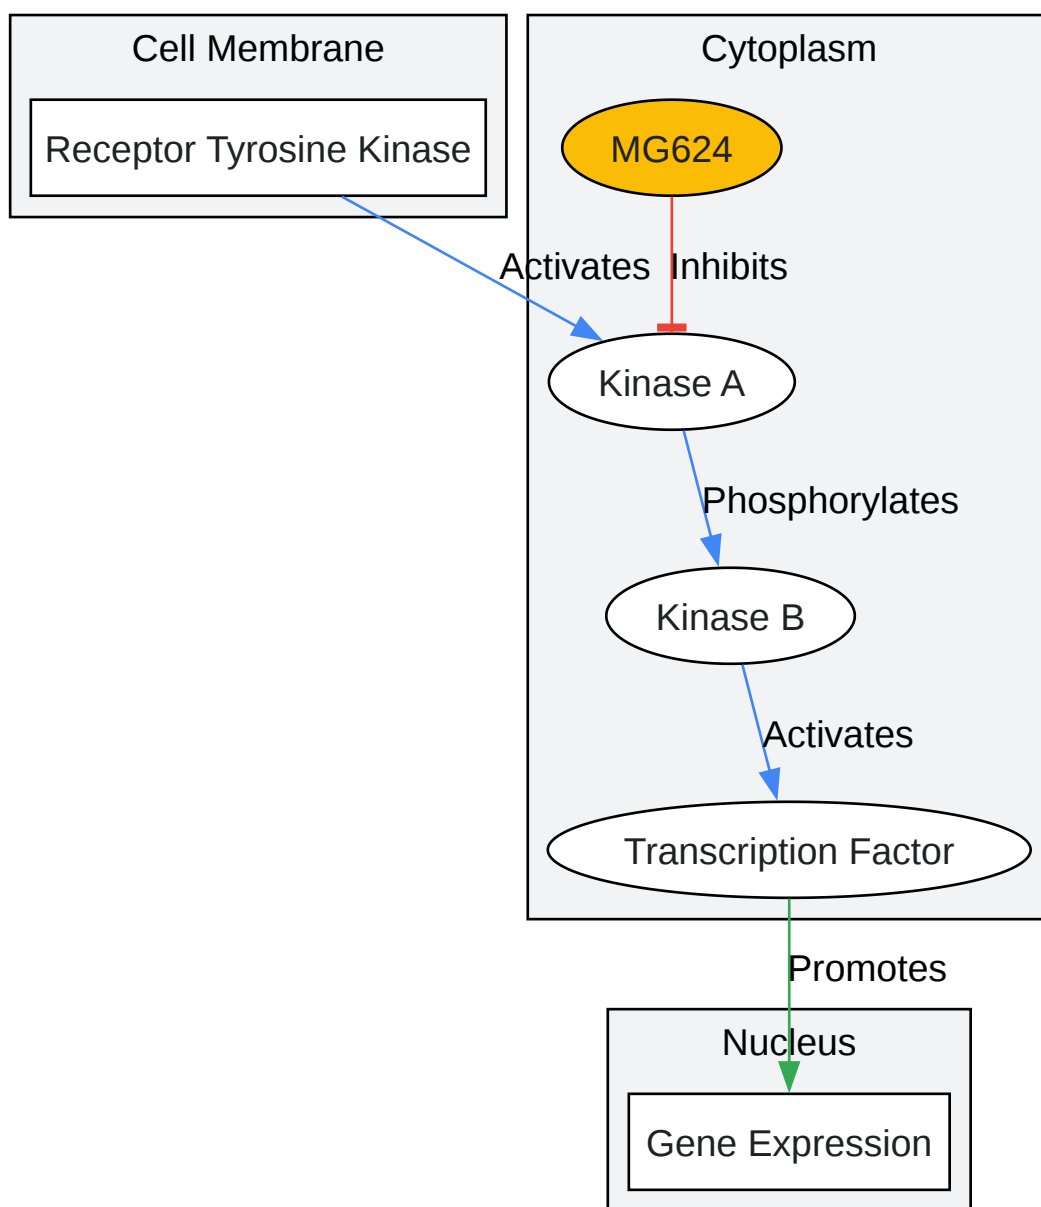 Cell Membrane
Cytoplasm
Receptor Tyrosine Kinase
MG624
Activates
Inhibits
Kinase A
Phosphorylates
Kinase B
Activates
Transcription Factor
Promotes
Nucleus
Gene Expression